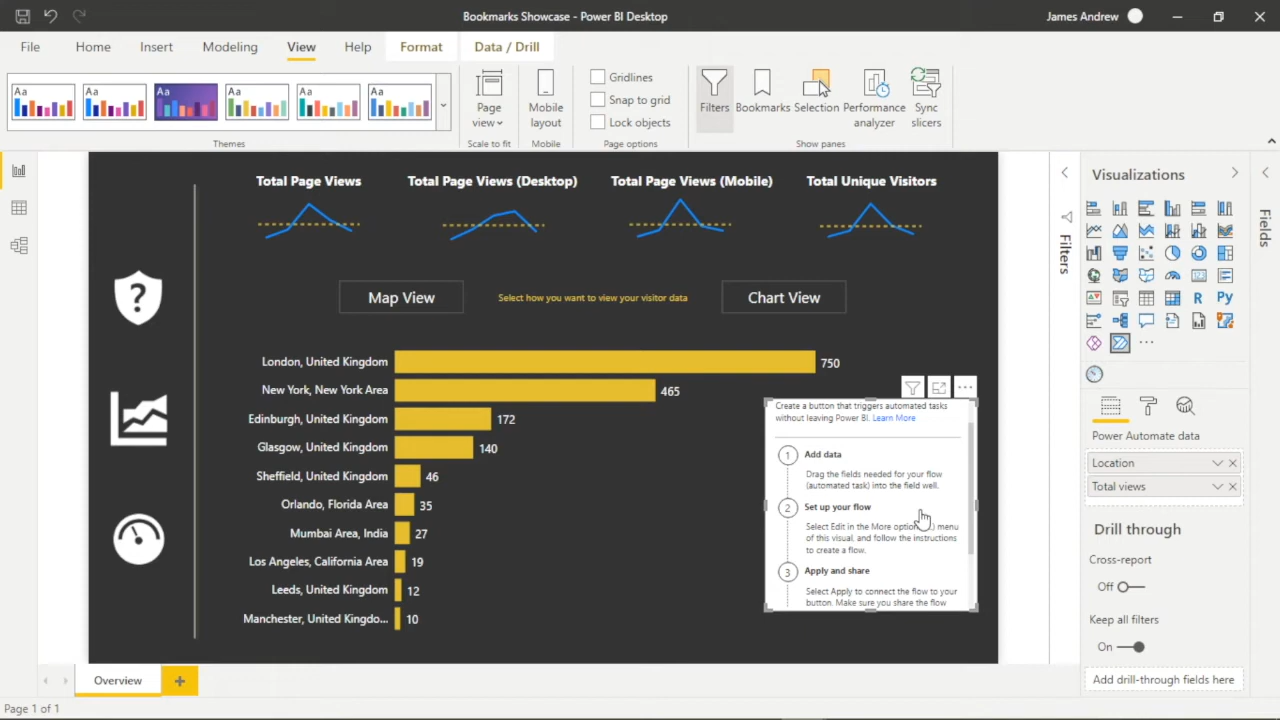 Bookmarks Showcase - Power BI Desktop
James Andrew
File
Home
Insert
Modeling
View
Help
Format
Data / Drill
Aa
Aa
Aa
Aa
Aa
Aa
Page
view
Mobile
layout
Gridlines
Snap to grid
Lock objects
Filters
Bookmarks
Selection
Performance
analyzer
Sync
slicers
Themes
Scale to fit
Mobile
Page options
Show panes
Total Page Views
Total Page Views (Desktop)
Total Page Views (Mobile)
Total Unique Visitors
Map View
Select how you want to view your visitor data
Chart View
London, United Kingdom
750
New York, New York Area
465
Edinburgh, United Kingdom
172
Glasgow, United Kingdom
140
Sheffield, United Kingdom
46
Orlando, Florida Area
35
Mumbai Area, India
27
Los Angeles, California Area
19
Leeds, United Kingdom
12
Manchester, United Kingdo...
10
Create a button that triggers automated tasks
without leaving Power BI. Learn More
1
Add data
Drag the fields needed for your flow
(automated task) into the field well.
2
Set up your flow
Select Edit in the More option ) menu
of this visual, and follow the instructions
to create a flow.
3
Apply and share
Select Apply to connect the flow to your
button. Make sure you share the flow
Filters
Visualizations
R
Py
Power Automate data
Location
Total views
Drill through
Cross-report
Off
Keep all filters
On
Add drill-through fields here
Fields
Overview
Page 1 of 1